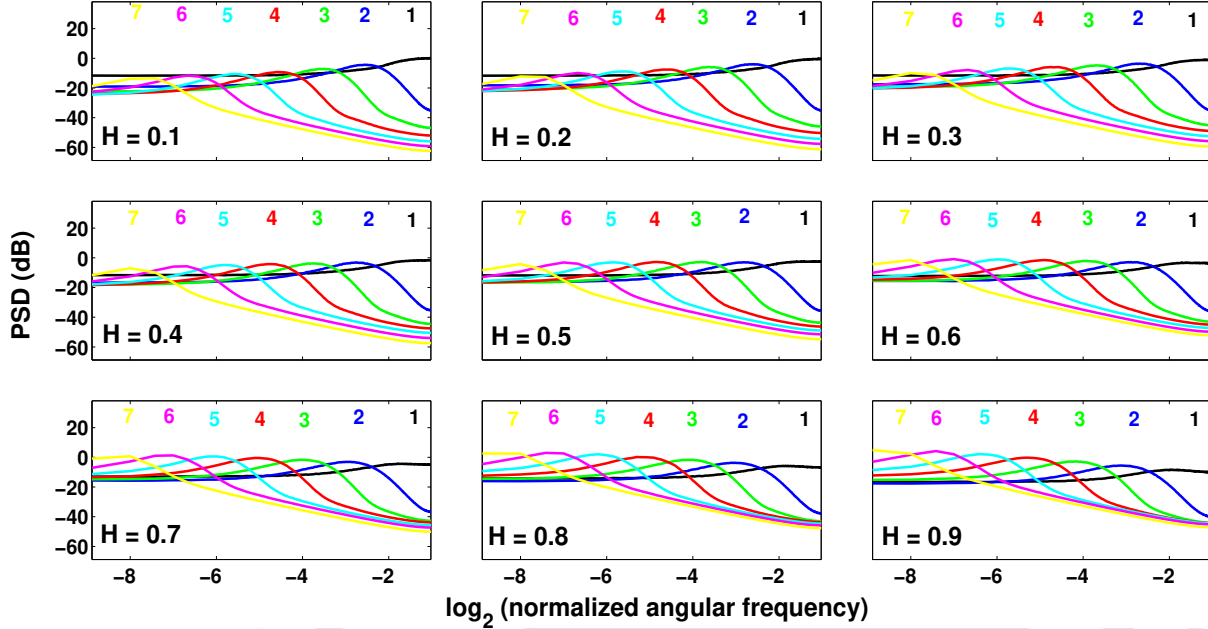 7 6 5 4 3 2 1
7 6 5 4 3 2 1
7 6 5 4 3 2 1
20
0
−20
−40
−60
H = 0.1
H = 0.2
H = 0.3
7 6 5 4 3 2 1
7 6 5 4 3 2 1
7 6 5 4 3 2 1
20
0
−20
−40
−60
PSD (dB)
H = 0.4
H = 0.5
H = 0.6
7 6 5 4 3 2 1
7 6 5 4 3 2 1
7 6 5 4 3 2 1
20
0
−20
−40
−60
H = 0.7
H = 0.8
H = 0.9
−8 −6 −4 −2
−8 −6 −4 −2
−8 −6 −4 −2
log2 (normalized angular frequency)